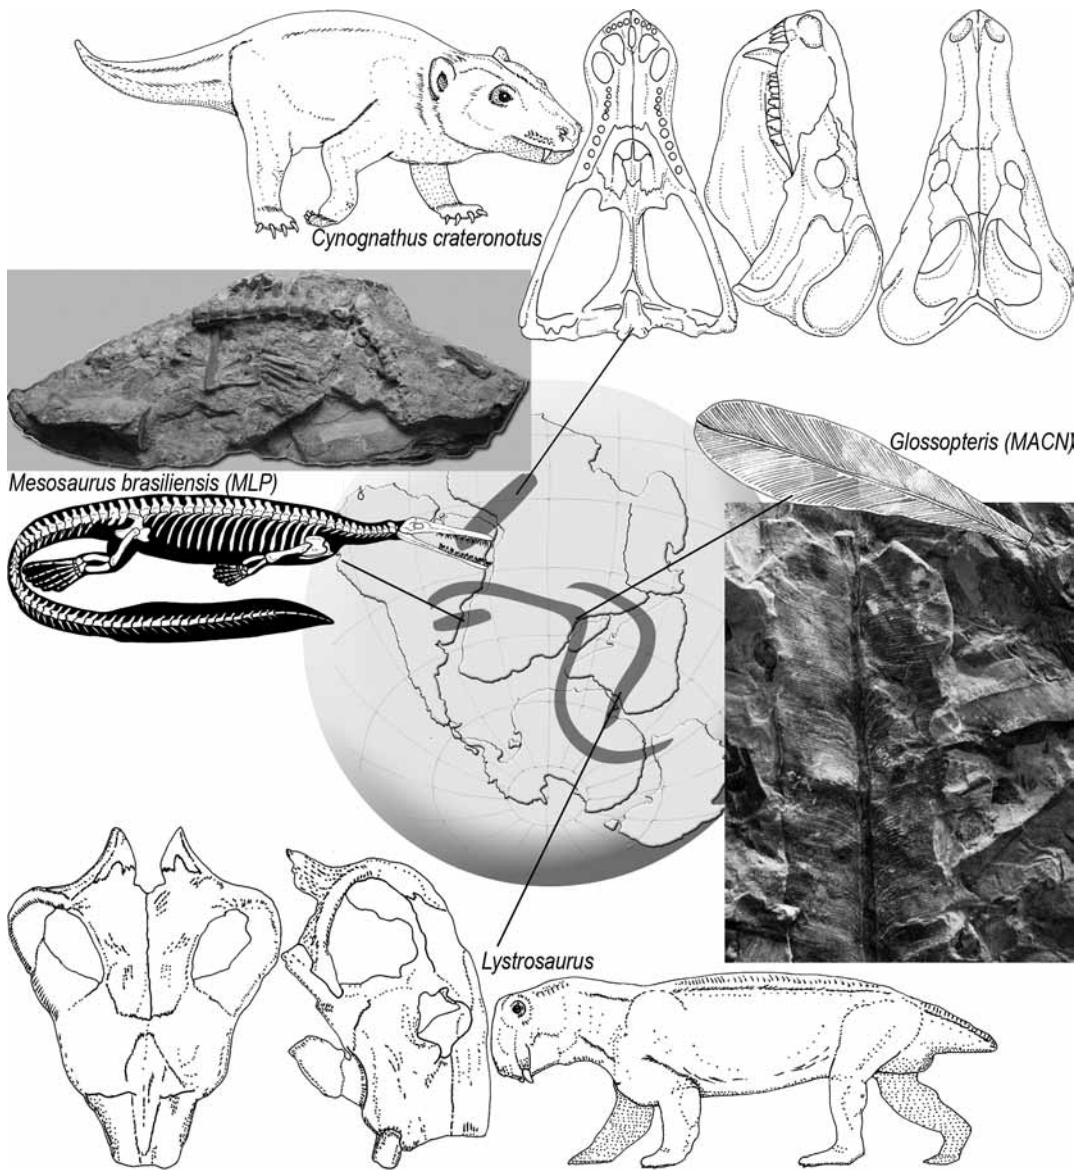 Cynognathus crateronotus
Glossopteris (MACN)
Mesosaurus brasiliensis (MLP)
Lystrosaurus